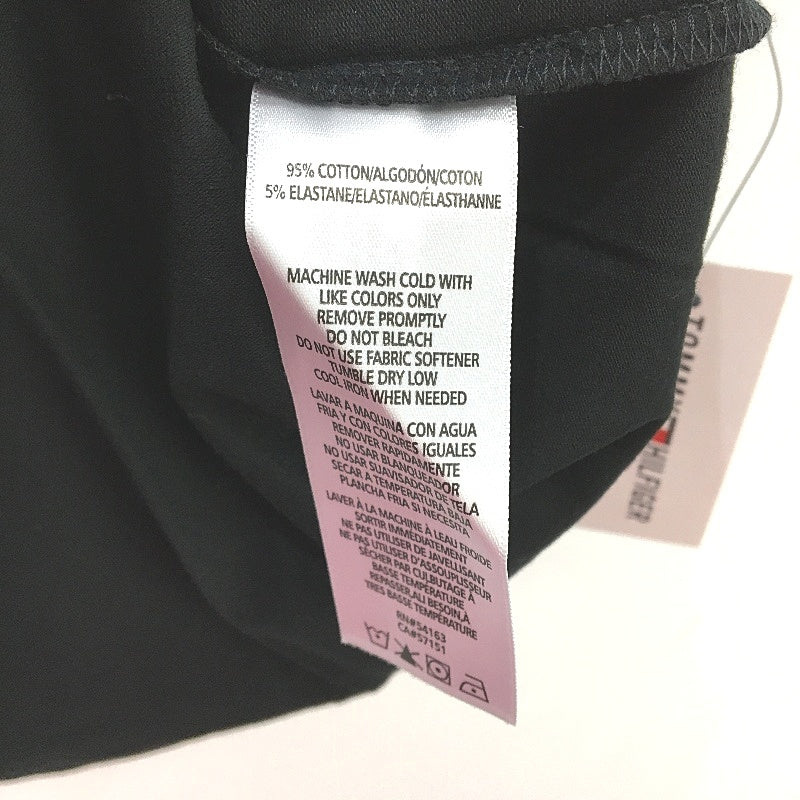 95% COTTON/ALGODÓN/COTON
5% ELASTANE/ELASTANO/ÉLASTHANNE
MACHINE WASH COLD WITH
LIKE COLORS ONLY
REMOVE PROMPTLY
DO NOT BLEACH
DO NOT USE FABRIC SOFTENER
TUMBLE DRY LOW
COOL IRON WHEN NEEDED
LAVAR A MAQUINA CON AGUA
FRIA Y CON COLORES IGUALES
REMOVER RAPIDAMENTE
NO USAR BLANQUEADOR
NO USAR SUAVISADOR DE TELA
SECAR A TEMPERATURA BAJA
PLANCHA FRIA SI NECESITA
LAVER À LA MACHINE À LEAU FROIDE
SORTIR IMMÉDIATEMENT
NE PAS UTILISER DE JAVELLISANT
NE PAS UTILISER D'ASSOUPLISSEUR
SÉCHER PAR CULBUTAGE À
BASSE TEMPÉRATURE
REPASSER,AU BESOIN,À
TRES BASSE TEMPÉRATURE
RN#54163
CA#57151
TOMMY HILFIGER